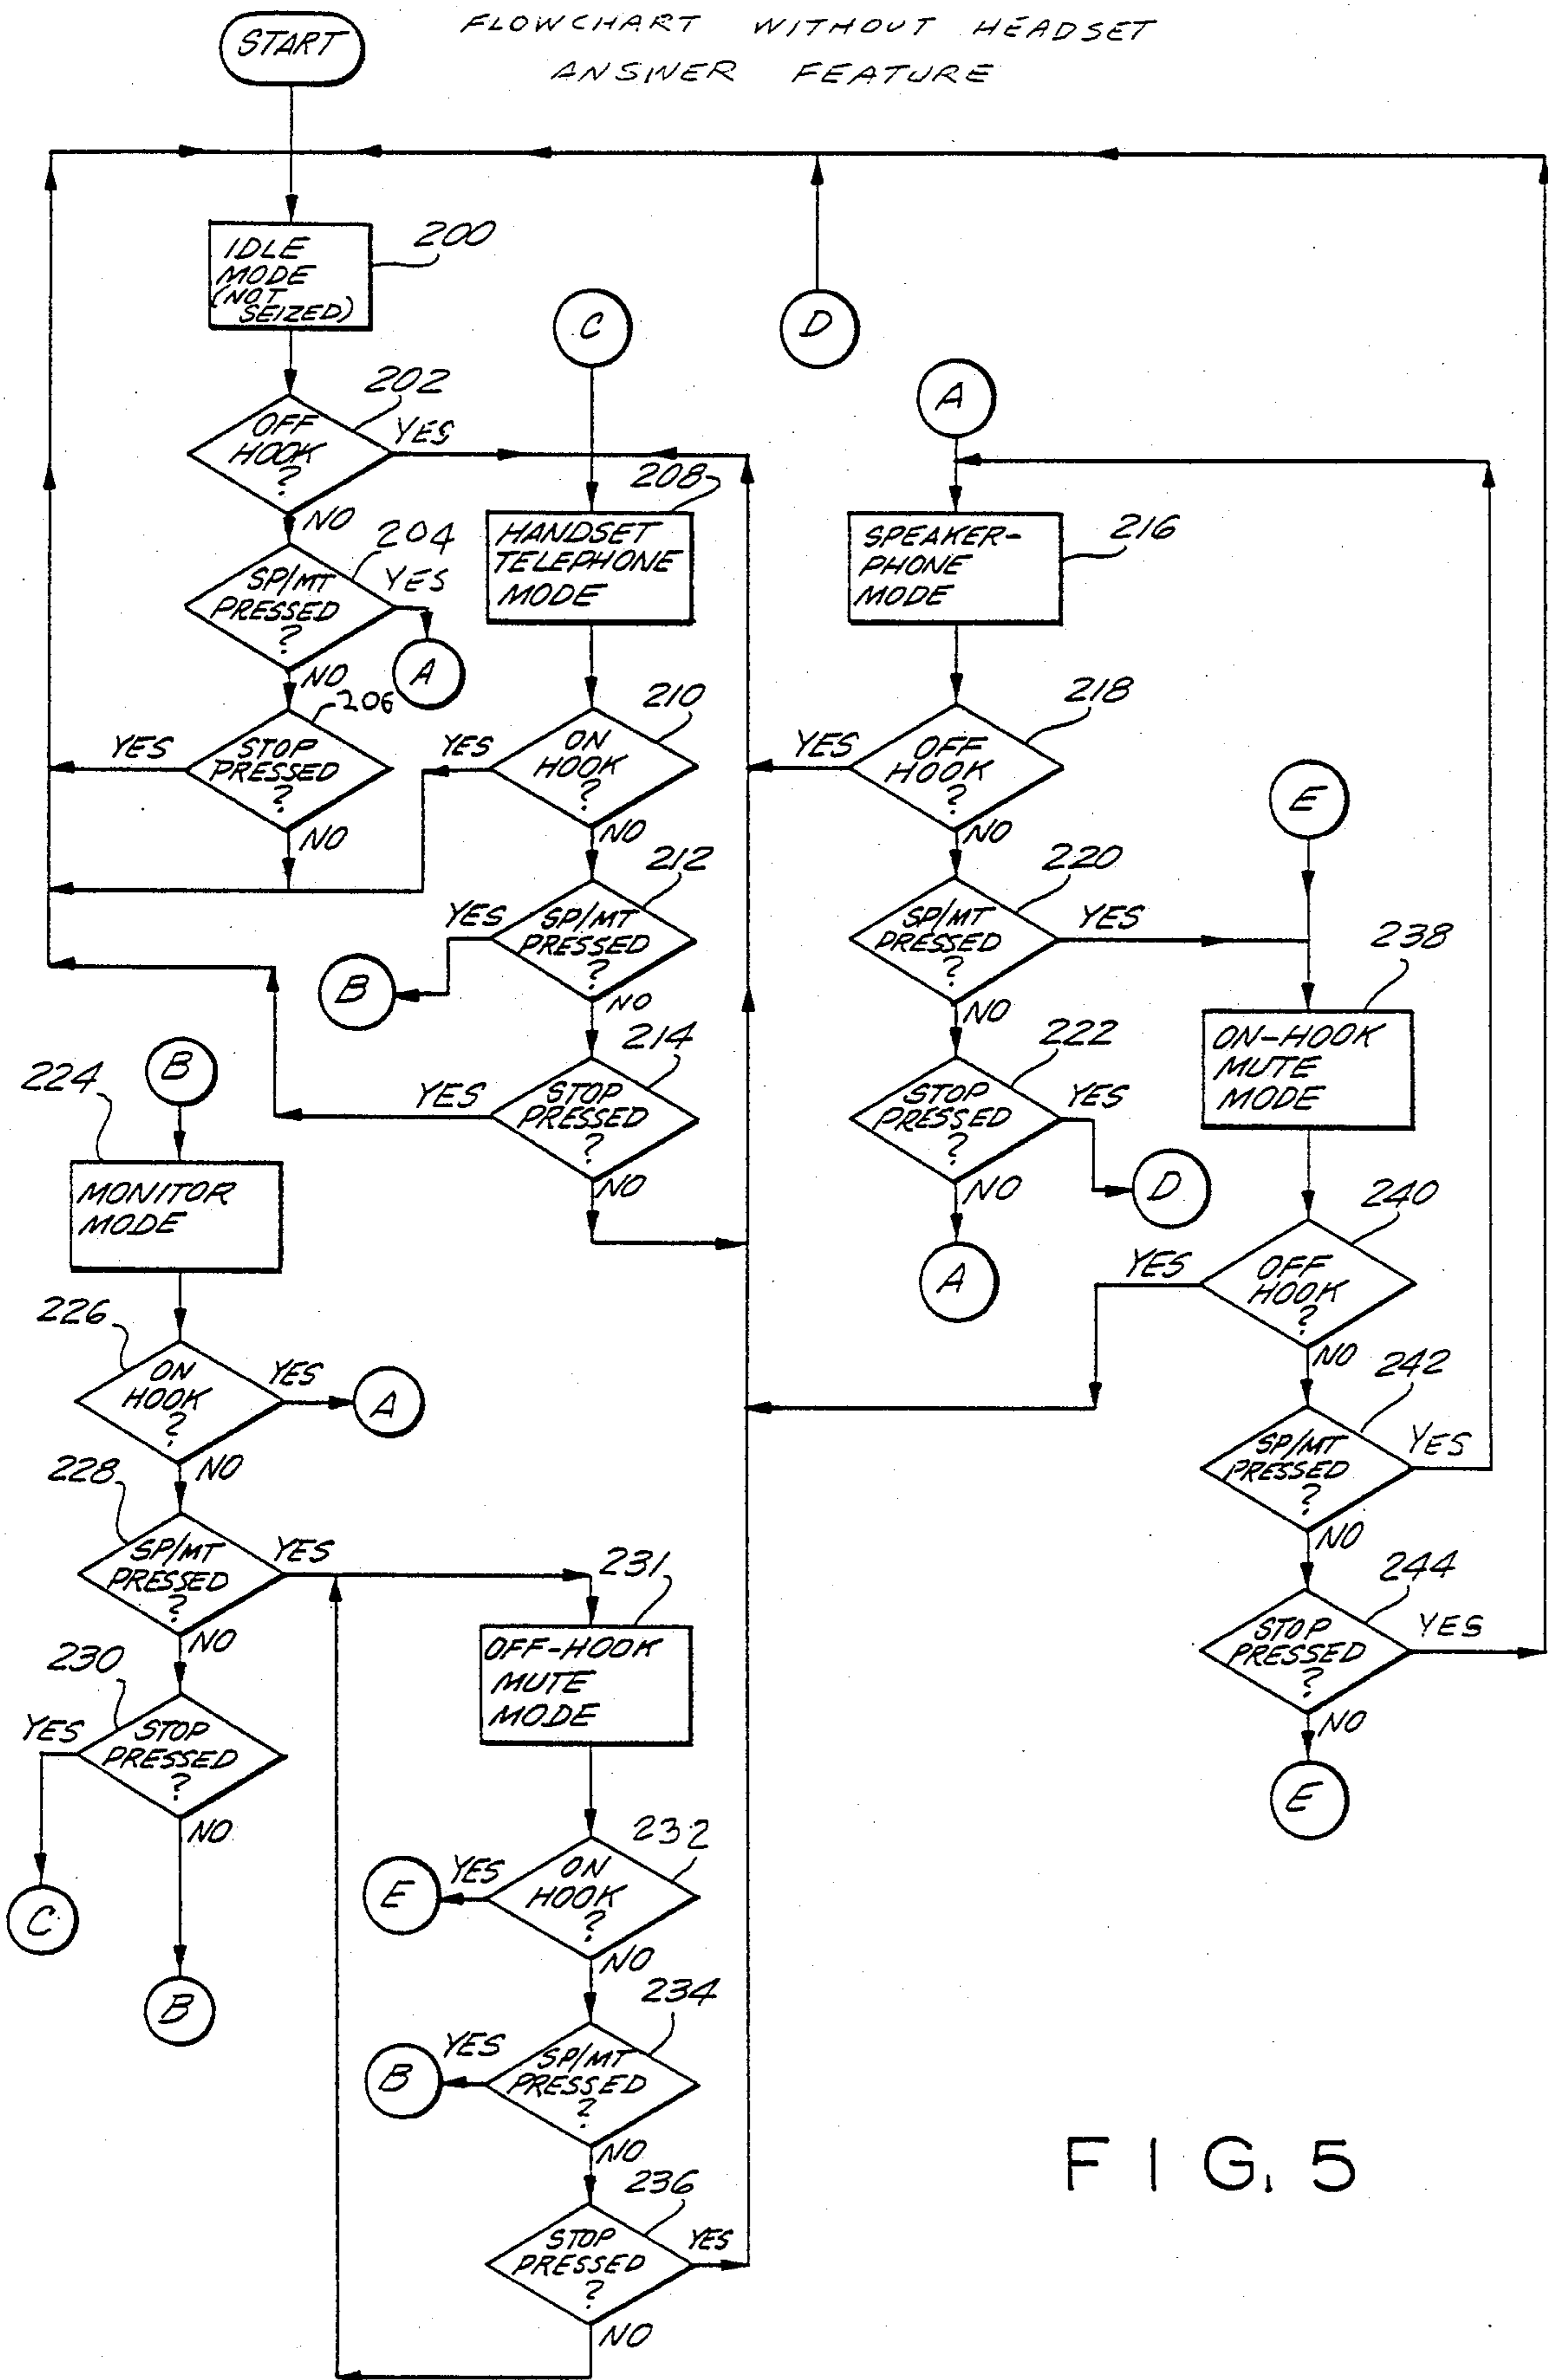 FLOWCHART WITHOUT HEADSET
ANSWER FEATURE
START
IDLE
MODE
(NOT
SEIZED)
200
C
D
202
OFF
HOOK
?
YES
NO
A
204
SP/MT
PRESSED
?
YES
NO
A
206
STOP
PRESSED
?
YES
NO
208
HANDSET
TELEPHONE
MODE
210
ON
HOOK
?
YES
NO
212
SP/MT
PRESSED
?
YES
NO
B
214
STOP
PRESSED
?
YES
NO
216
SPEAKER-
PHONE
MODE
218
OFF
HOOK
?
YES
NO
220
SP/MT
PRESSED
?
YES
NO
222
STOP
PRESSED
?
YES
NO
D
A
E
238
ON-HOOK
MUTE
MODE
240
OFF
HOOK
?
YES
NO
242
SP/MT
PRESSED
?
YES
NO
244
STOP
PRESSED
?
YES
NO
E
B
224
MONITOR
MODE
226
ON
HOOK
?
YES
NO
A
228
SP/MT
PRESSED
?
YES
NO
230
STOP
PRESSED
?
YES
NO
C
B
231
OFF-HOOK
MUTE
MODE
232
ON
HOOK
?
YES
NO
E
234
SP/MT
PRESSED
?
YES
NO
B
236
STOP
PRESSED
?
YES
NO
FIG. 5